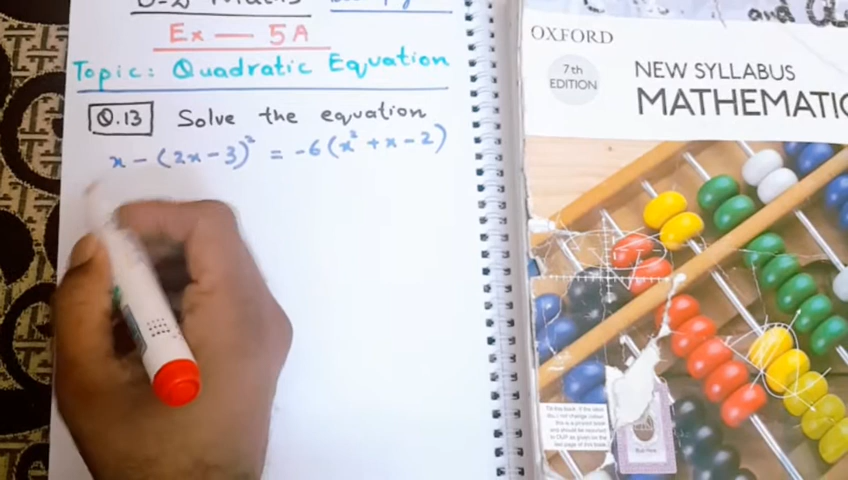 Ex — 5A
Topic: Quadratic Equation
Q.13 Solve the equation
x - (2x - 3)² = -6(x² + x - 2)
OXFORD
7th
EDITION
NEW SYLLABUS
MATHEMATIC
and